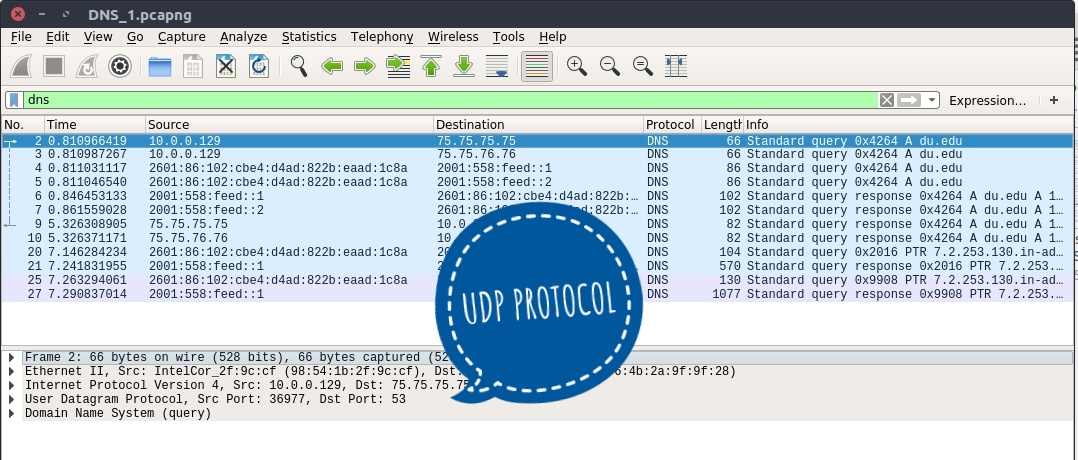 DNS_1.pcapng
File Edit View Go Capture Analyze Statistics Telephony Wireless Tools Help
dns Expression... +
No. Time Source Destination Protocol Lengtŀ Info
2 0.810966419 10.0.0.129 75.75.75.75 DNS 66 Standard query 0x4264 A du.edu
3 0.810987267 10.0.0.129 75.75.76.76 DNS 66 Standard query 0x4264 A du.edu
4 0.811031117 2601:86:102:cbe4:d4ad:822b:eaad:1c8a 2001:558:feed::1 DNS 86 Standard query 0x4264 A du.edu
5 0.811046540 2601:86:102:cbe4:d4ad:822b:eaad:1c8a 2001:558:feed::2 DNS 86 Standard query 0x4264 A du.edu
6 0.846453133 2001:558:feed::1 2601:86:102:cbe4:d4ad:822b:... DNS 102 Standard query response 0x4264 A du.edu A 1...
7 0.861559028 2001:558:feed::2 2601:86:102:cbe4:d4ad:822b:... DNS 102 Standard query response 0x4264 A du.edu A 1...
9 5.326308905 75.75.75.75 10.0. DNS 82 Standard query response 0x4264 A du.edu A 1...
10 5.326371171 75.75.76.76 10. DNS 82 Standard query response 0x4264 A du.edu A 1...
20 7.146284234 2601:86:102:cbe4:d4ad:822b:eaad:1c8a 20 DNS 104 Standard query 0x2016 PTR 7.2.253.130.in-ad...
21 7.241831955 2001:558:feed::1 DNS 570 Standard query response 0x2016 PTR 7.2.253....
25 7.263294061 2601:86:102:cbe4:d4ad:822b:eaad:1c8a DNS 130 Standard query 0x9908 PTR 7.2.253.130.in-ad...
27 7.290837014 2001:558:feed::1 DNS 1077 Standard query response 0x9908 PTR 7.2.253....
UDP PROTOCOL
Frame 2: 66 bytes on wire (528 bits), 66 bytes captured (52
Ethernet II, Src: IntelCor_2f:9c:cf (98:54:1b:2f:9c:cf), Dst: 4b:2a:9f:9f:28)
Internet Protocol Version 4, Src: 10.0.0.129, Dst: 75.75.75.75
User Datagram Protocol, Src Port: 36977, Dst Port: 53
Domain Name System (query)